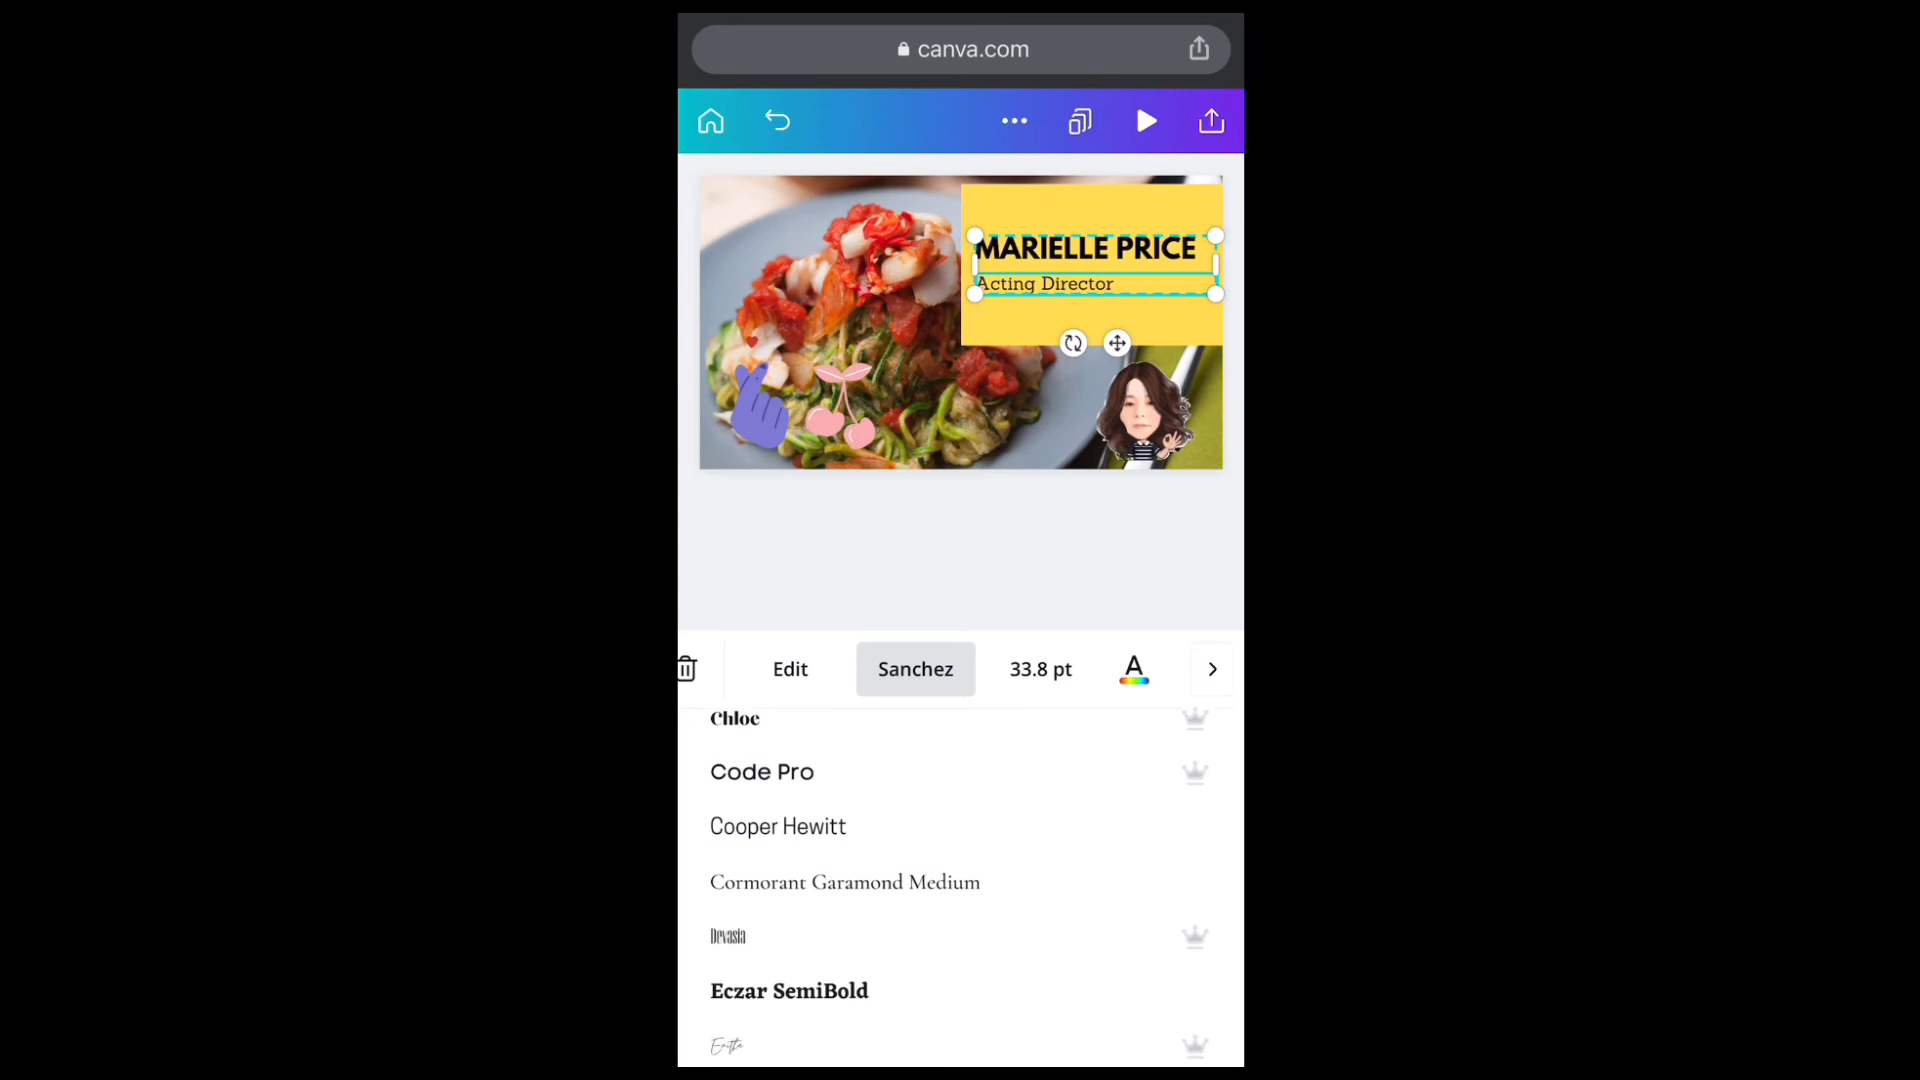 canva.com
MARIELLE PRICE
Acting Director
Edit
Sanchez
33.8 pt
A
Chloe
Code Pro
Cooper Hewitt
Cormorant Garamond Medium
Devasia
Eczar SemiBold